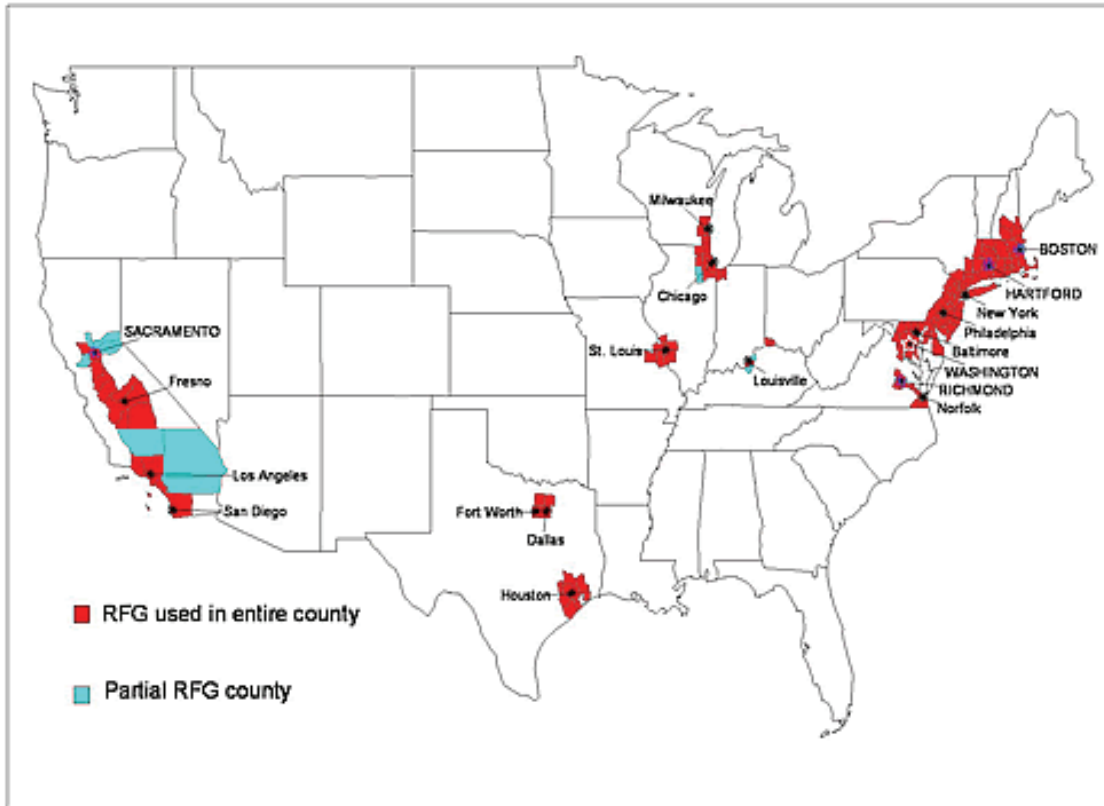 Milwaukee
BOSTON
Chicago
HARTFORD
New York
SACRAMENTO
Philadelphia
St. Louis
Baltimore
Fresno
Louisville
WASHINGTON
RICHMOND
Norfolk
Los Angeles
San Diego
Fort Worth
Dallas
Houston
RFG used in entire county
Partial RFG county